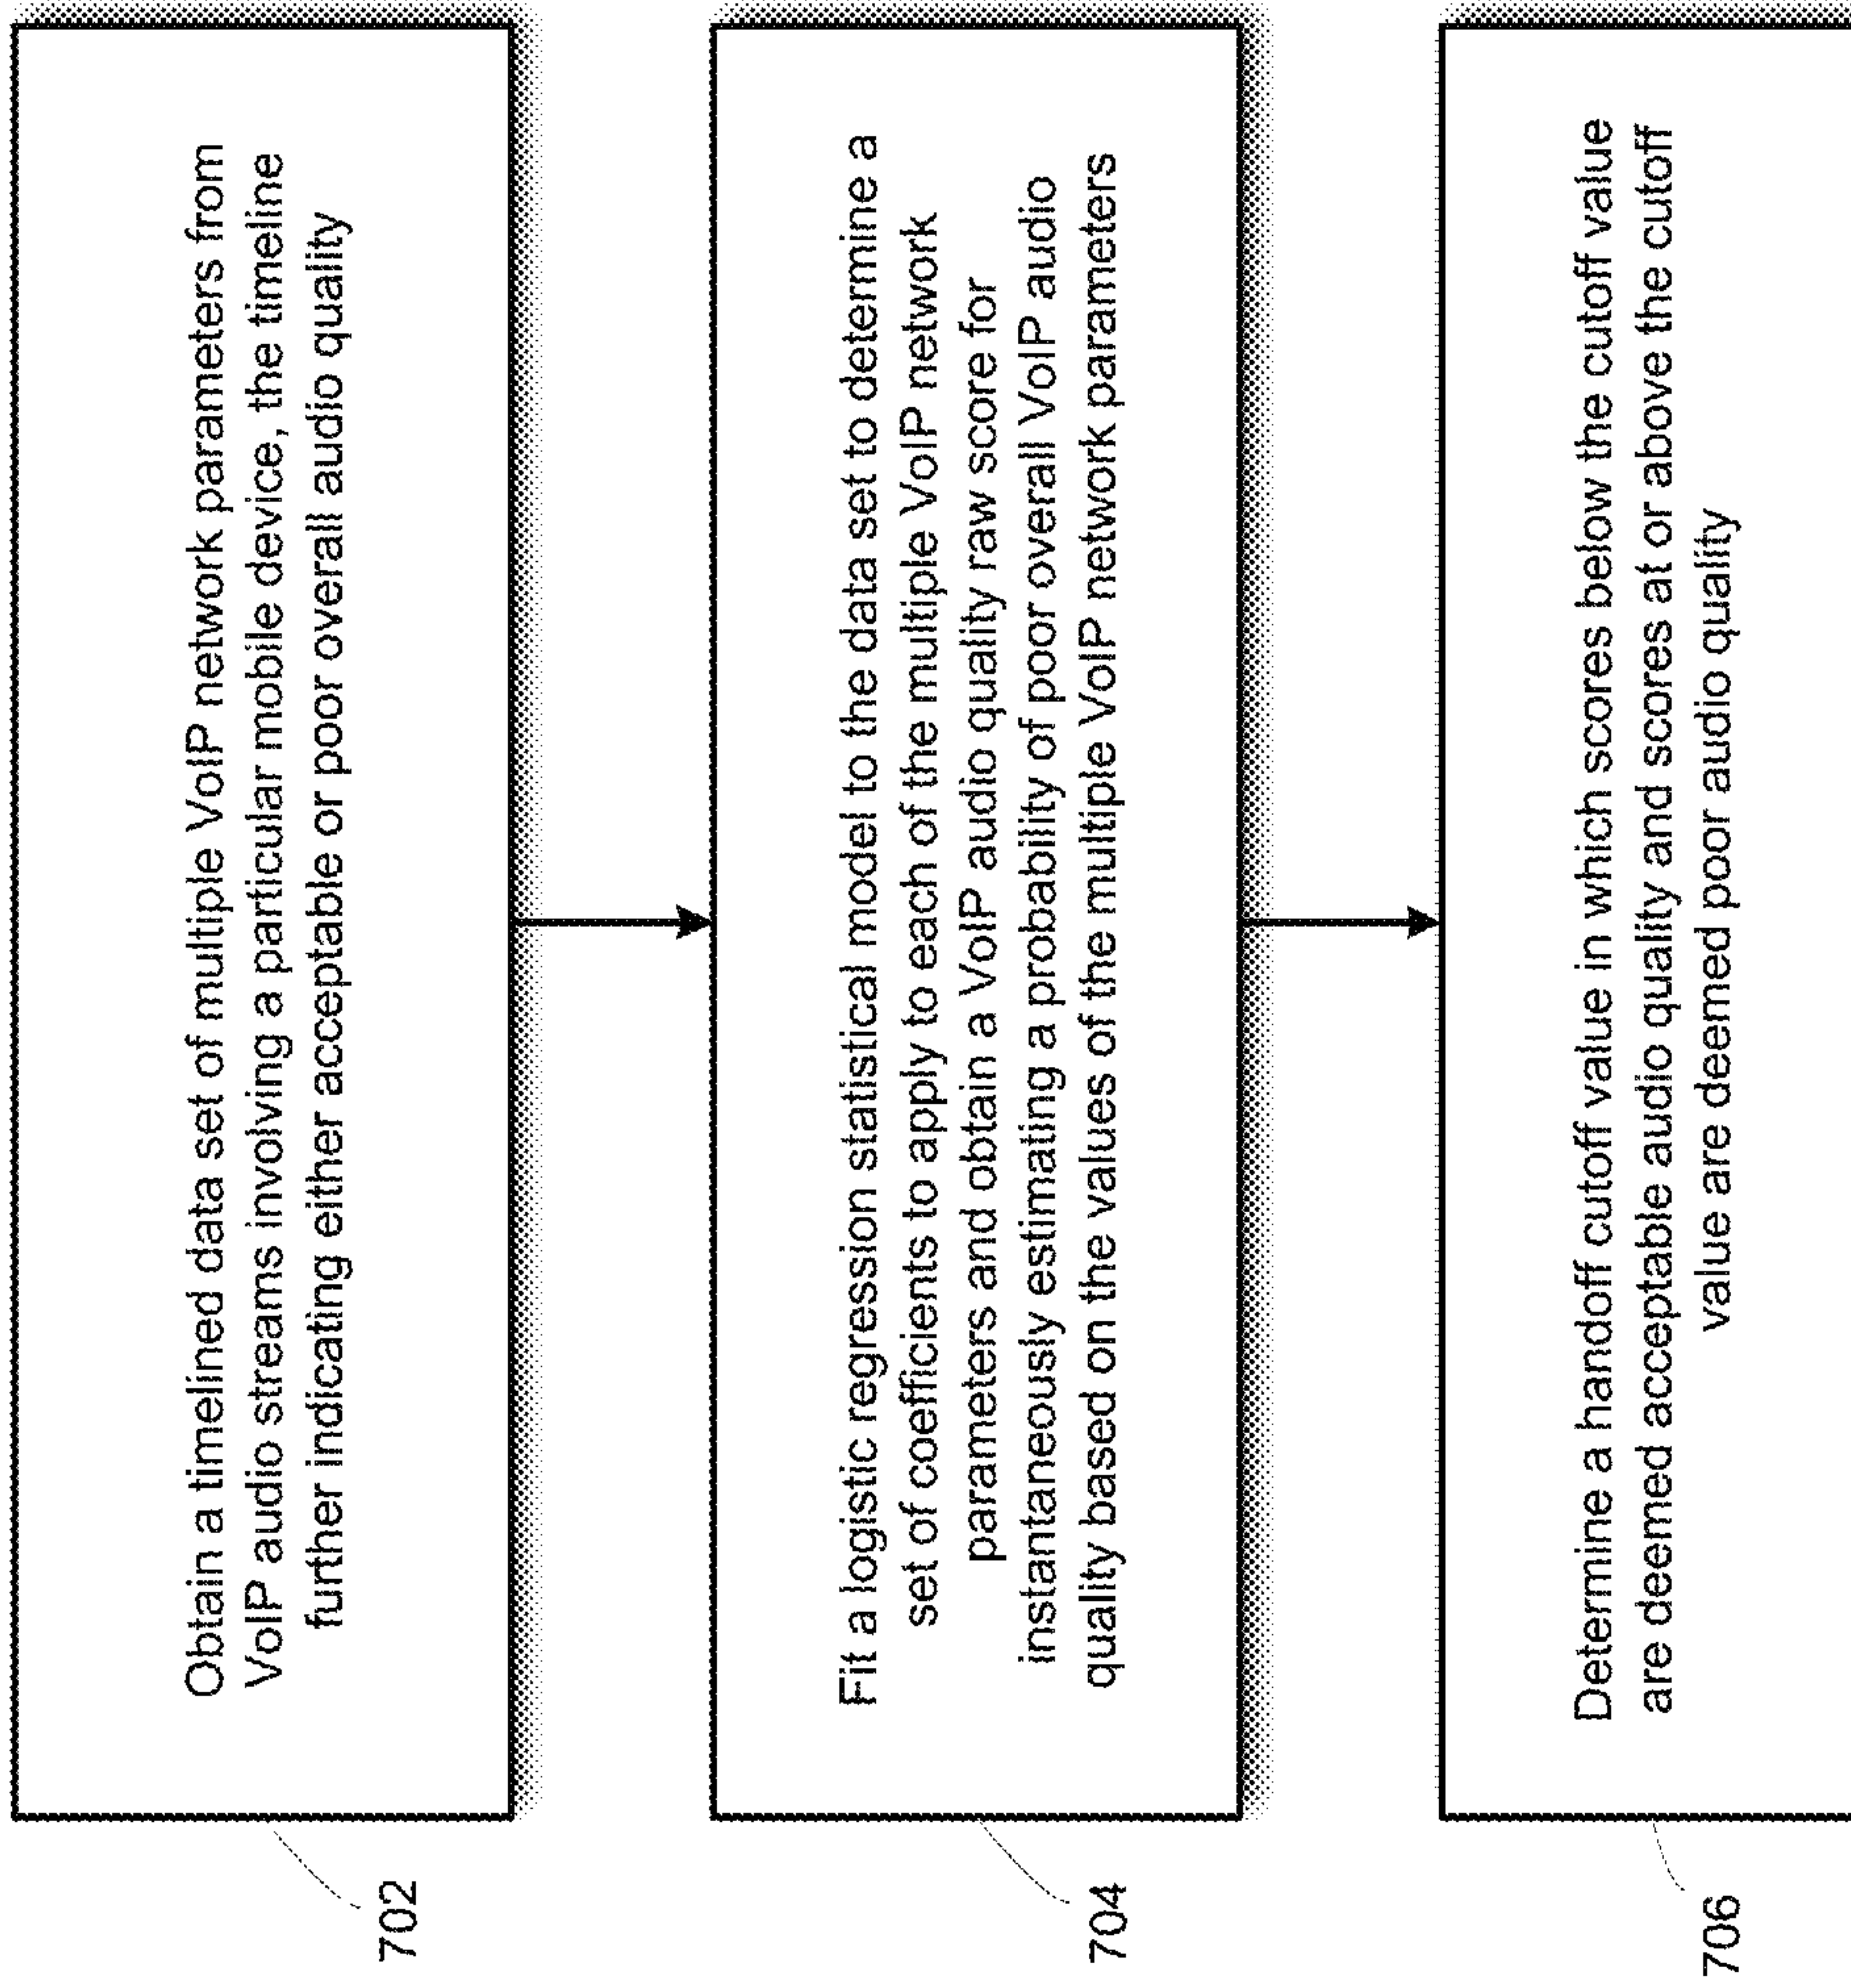 702
Obtain a timelined data set of multiple VoIP network parameters from
VoIP audio streams involving a particular mobile device, the timeline
further indicating either acceptable or poor overall audio quality
704
Fit a logistic regression statistical model to the data set to determine a
set of coefficients to apply to each of the multiple VoIP network
parameters and obtain a VoIP audio quality raw score for
instantaneously estimating a probability of poor overall VoIP audio
quality based on the values of the multiple VoIP network parameters
706
Determine a handoff cutoff value in which scores below the cutoff value
are deemed acceptable audio quality and scores at or above the cutoff
value are deemed poor audio quality